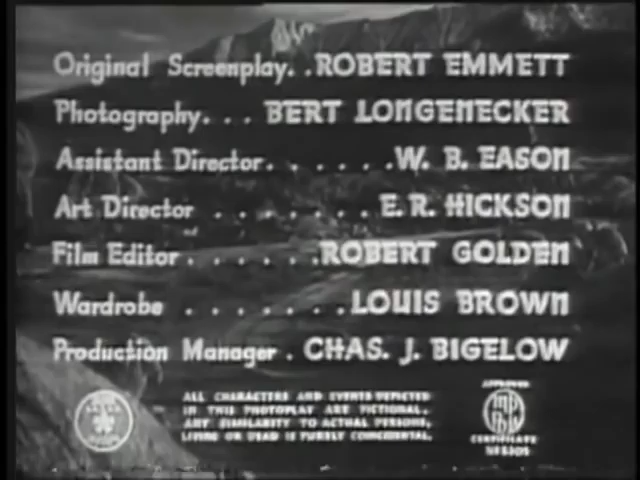 Original Screenplay. . ROBERT EMMETT
Photography. . . BERT LONGENECKER
Assistant Director. . . . . . W. B. EASON
Art Director . . . . . . . E. R. HICKSON
Film Editor . . . . . . ROBERT GOLDEN
Wardrobe . . . . . . . LOUIS BROWN
Production Manager . CHAS. J. BIGELOW
ALL CHARACTERS AND EVENTS DEPICTED
IN THIS PHOTOPLAY ARE FICTIONAL.
ANY SIMILARITY TO ACTUAL PERSONS,
LIVING OR DEAD IS PURELY COINCIDENTAL.
APPROVED
CERTIFICATE